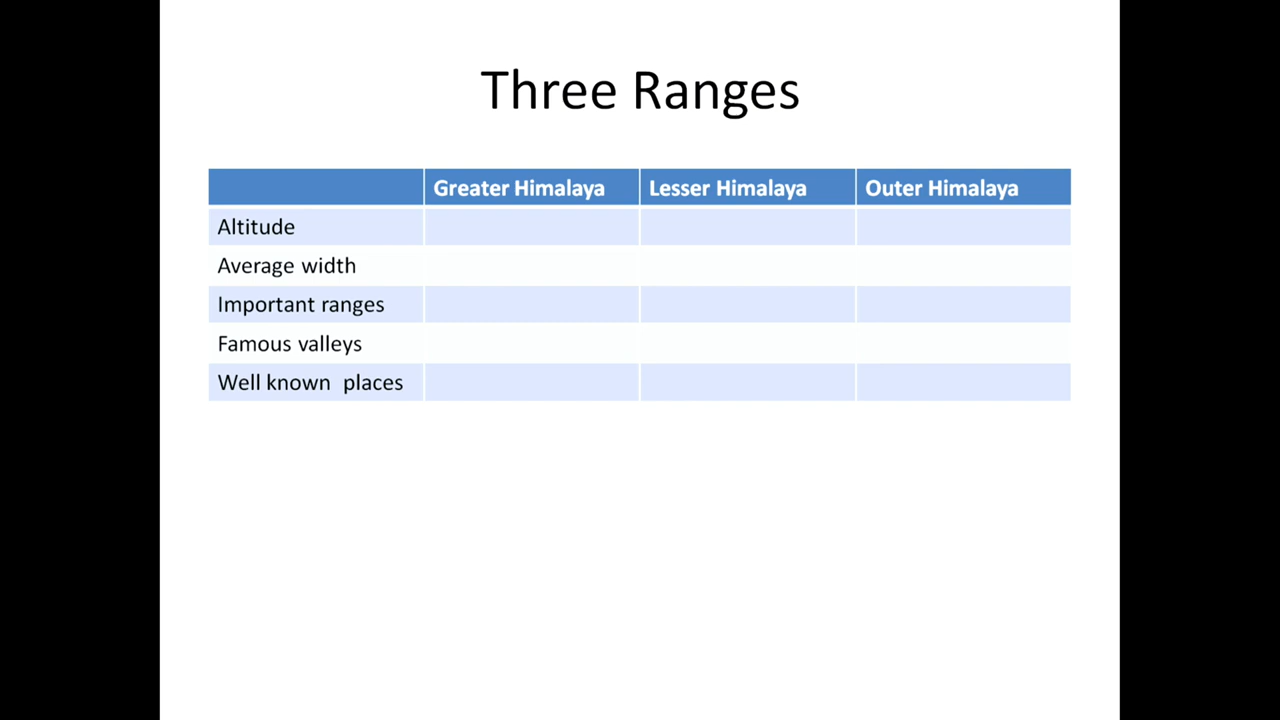 Three Ranges
Greater Himalaya Lesser Himalaya Outer Himalaya
Altitude
Average width
Important ranges
Famous valleys
Well known places